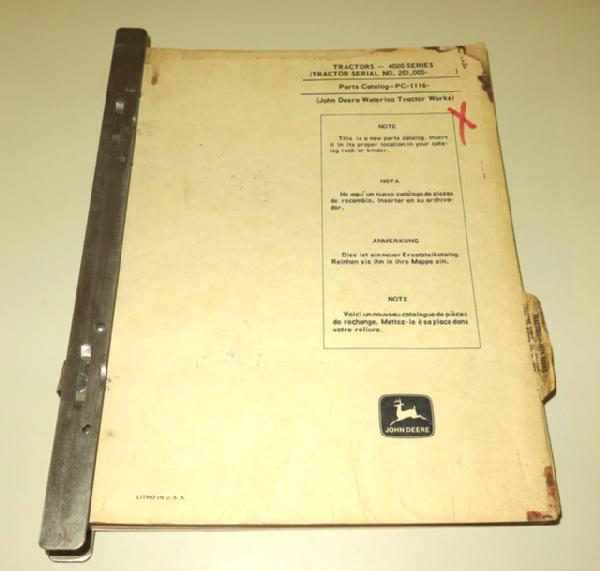 TRACTORS — 4020 SERIES
(TRACTOR SERIAL NO. 201,000- )
Parts Catalog-PC-1116-
(John Deere Waterloo Tractor Works)
NOTE
This is a new parts catalog. Insert
it in its proper location in your cata-
log rack or binder.
NOTA
He aquí un nuevo catálogo de piezas
de recambio. Insertar en su archiva-
dor.
ANMERKUNG
Dies ist ein neuer Ersatzteilkatalog.
Reihen sie ihn in ihre Mappe ein.
NOTE
Voici un nouveau catalogue de pièces
de rechange. Mettez-le à sa place dans
votre reliure.
JOHN DEERE
LITHO IN U.S.A.